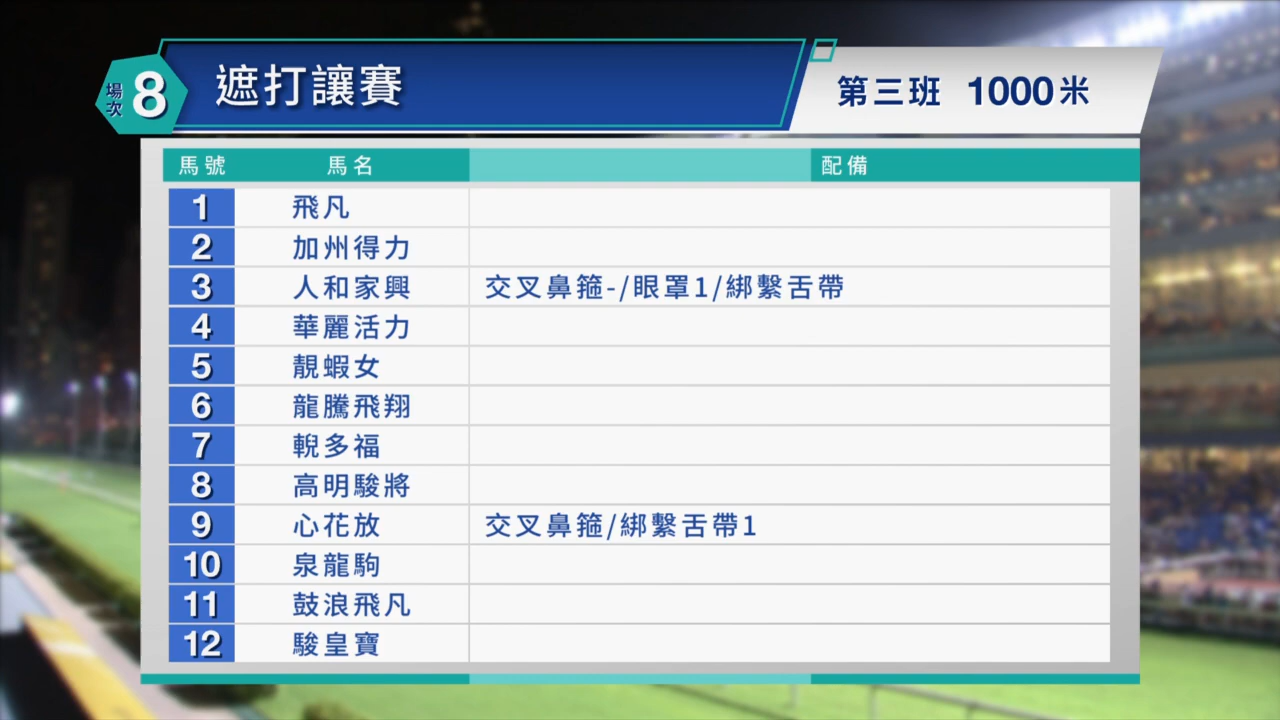 場次 8 遮打讓賽 第三班 1000米
馬號 馬名 配備
1 飛凡
2 加州得力
3 人和家興 交叉鼻箍-/眼罩1/綁繫舌帶
4 華麗活力
5 靚蝦女
6 龍騰飛翔
7 輗多福
8 高明駿將
9 心花放 交叉鼻箍/綁繫舌帶1
10 泉龍駒
11 鼓浪飛凡
12 駿皇寶